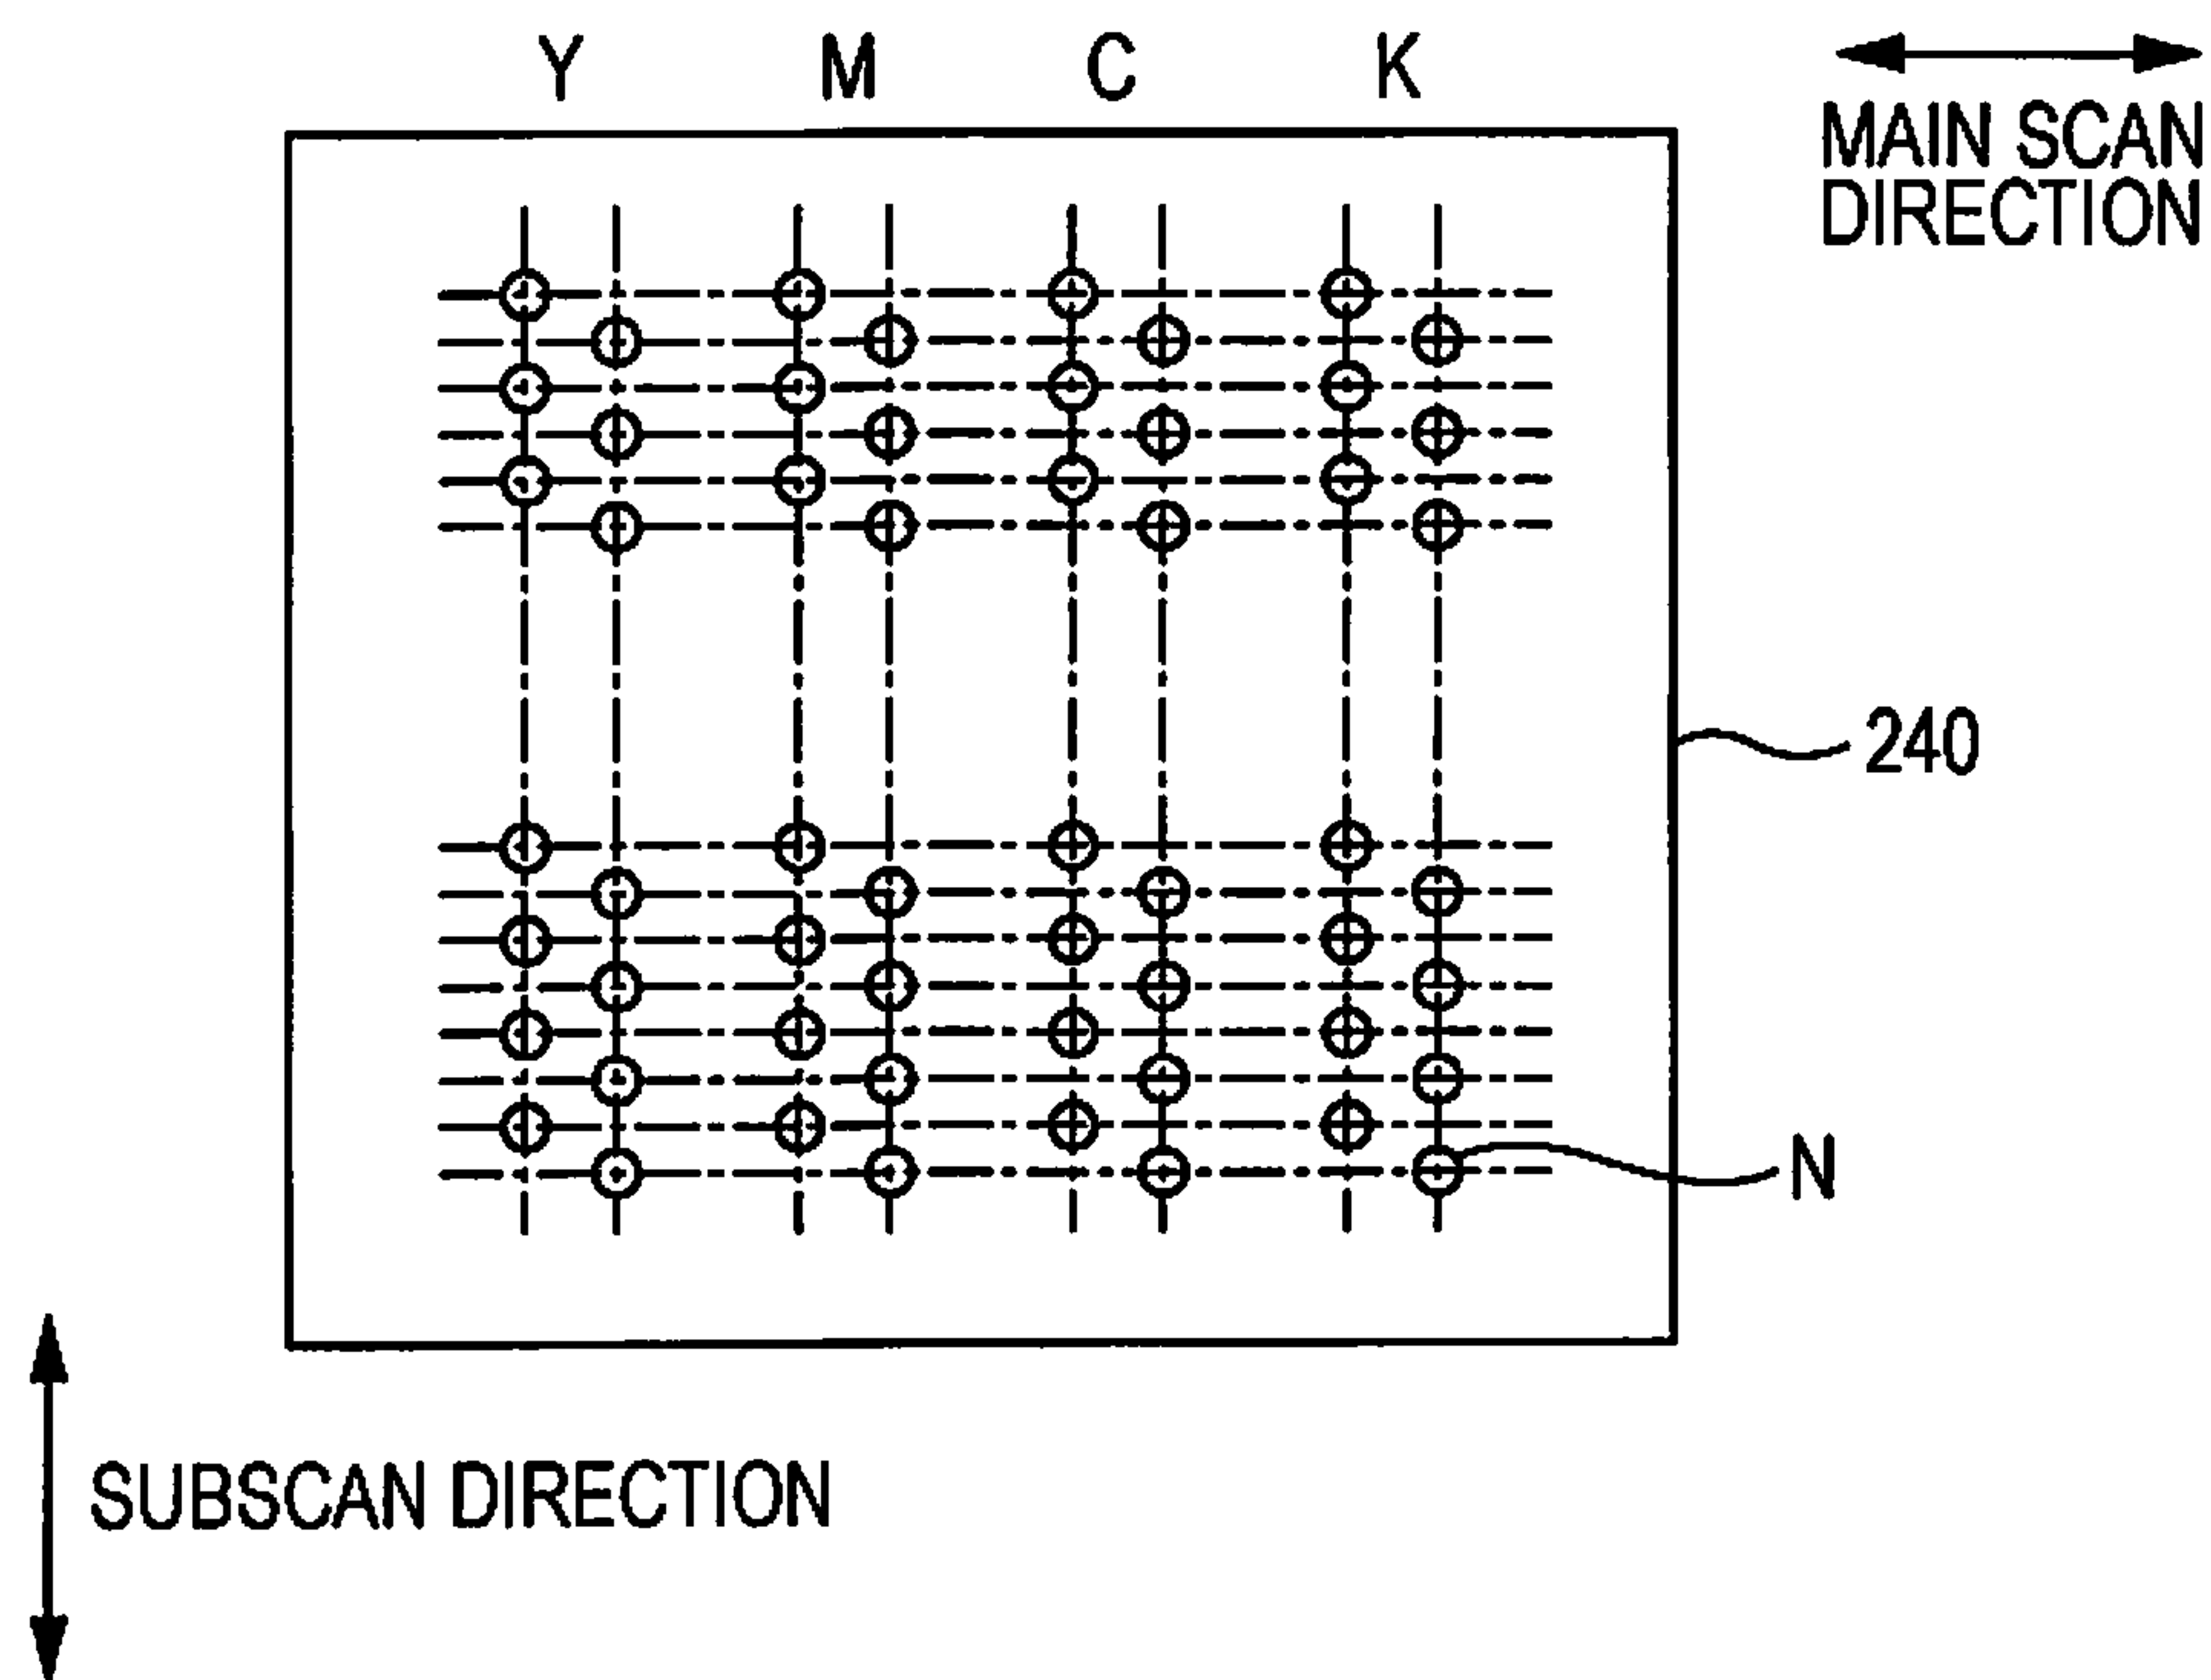 Y M C K
MAIN SCAN
DIRECTION
240
N
SUBSCAN DIRECTION